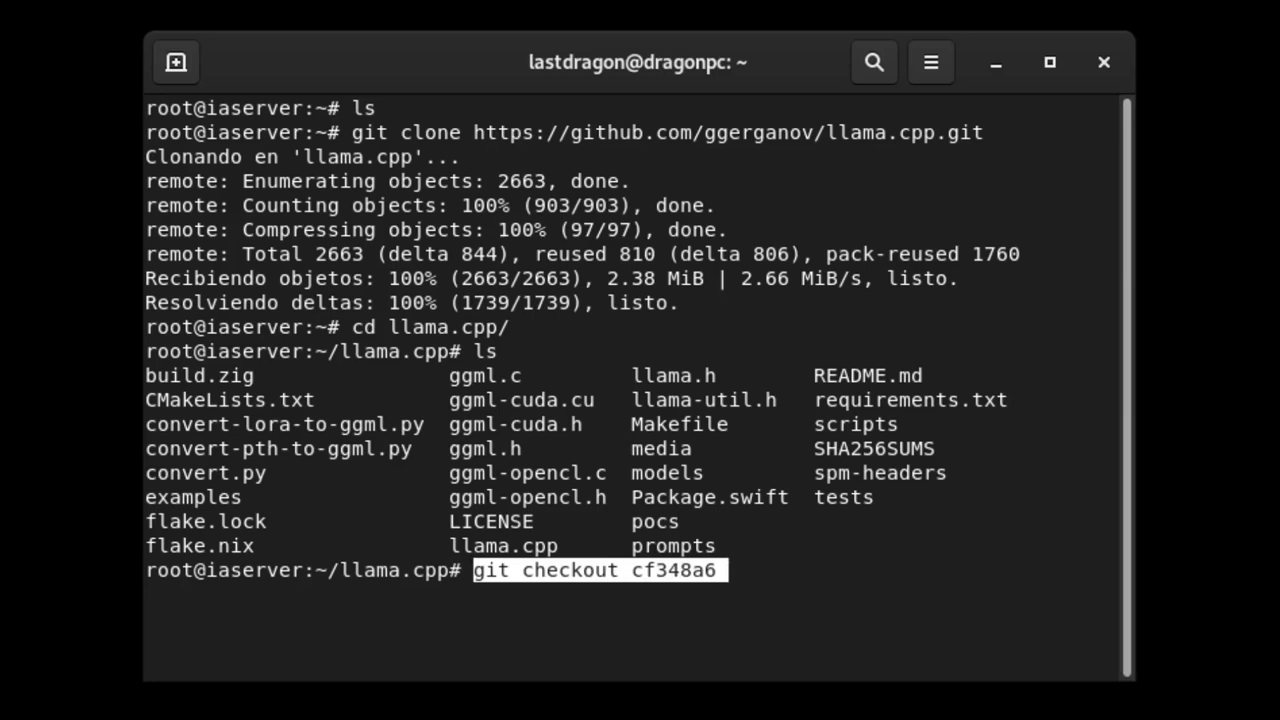 lastdragon@dragonpc: ~
root@iaserver:~# ls
root@iaserver:~# git clone https://github.com/ggerganov/llama.cpp.git
Clonando en 'llama.cpp'...
remote: Enumerating objects: 2663, done.
remote: Counting objects: 100% (903/903), done.
remote: Compressing objects: 100% (97/97), done.
remote: Total 2663 (delta 844), reused 810 (delta 806), pack-reused 1760
Recibiendo objetos: 100% (2663/2663), 2.38 MiB | 2.66 MiB/s, listo.
Resolviendo deltas: 100% (1739/1739), listo.
root@iaserver:~# cd llama.cpp/
root@iaserver:~/llama.cpp# ls
build.zig ggml.c llama.h README.md
CMakeLists.txt ggml-cuda.cu llama-util.h requirements.txt
convert-lora-to-ggml.py ggml-cuda.h Makefile scripts
convert-pth-to-ggml.py ggml.h media SHA256SUMS
convert.py ggml-opencl.c models spm-headers
examples ggml-opencl.h Package.swift tests
flake.lock LICENSE pocs
flake.nix llama.cpp prompts
root@iaserver:~/llama.cpp# git checkout cf348a6